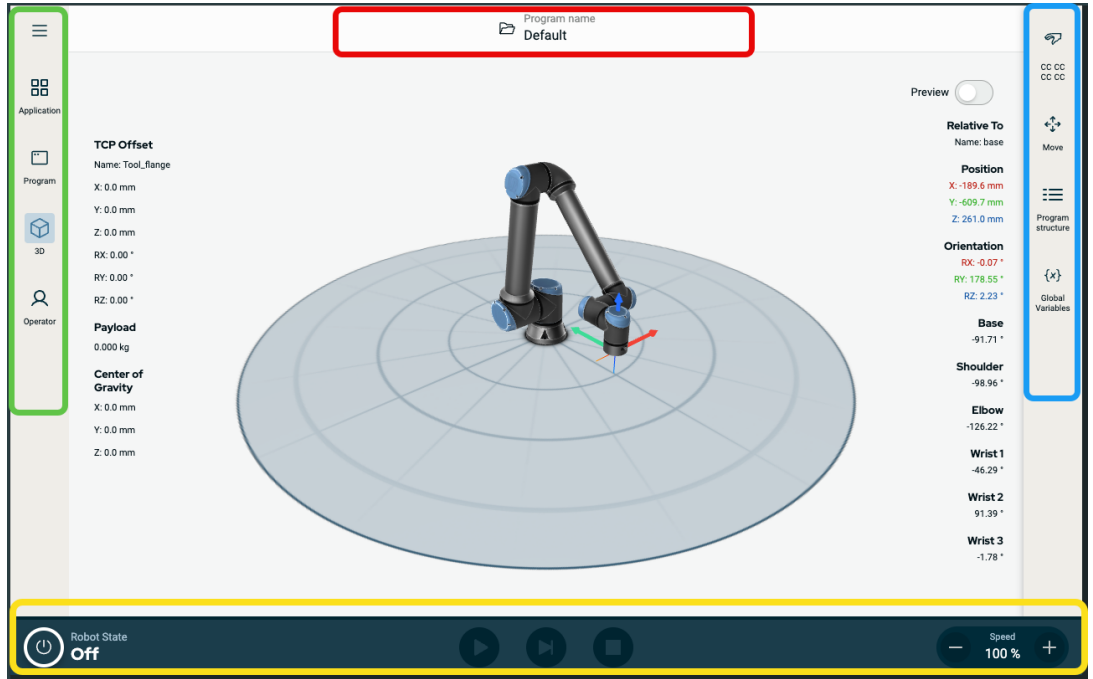 Program name
Default
Application
Program
3D
Operator
TCP Offset
Name: Tool_flange
X: 0.0 mm
Y: 0.0 mm
Z: 0.0 mm
RX: 0.00 °
RY: 0.00 °
RZ: 0.00 °
Payload
0.000 kg
Center of
Gravity
X: 0.0 mm
Y: 0.0 mm
Z: 0.0 mm
Preview
Relative To
Name: base
Position
X: -189.6 mm
Y: -609.7 mm
Z: 261.0 mm
Orientation
RX: -0.07 °
RY: 178.55 °
RZ: 2.23 °
Base
-91.71 °
Shoulder
-98.96 °
Elbow
-126.22 °
Wrist 1
-46.29 °
Wrist 2
91.39 °
Wrist 3
-1.78 °
CC CC
CC CC
Move
Program
structure
{x}
Global
Variables
Robot State
Off
Speed
100 %